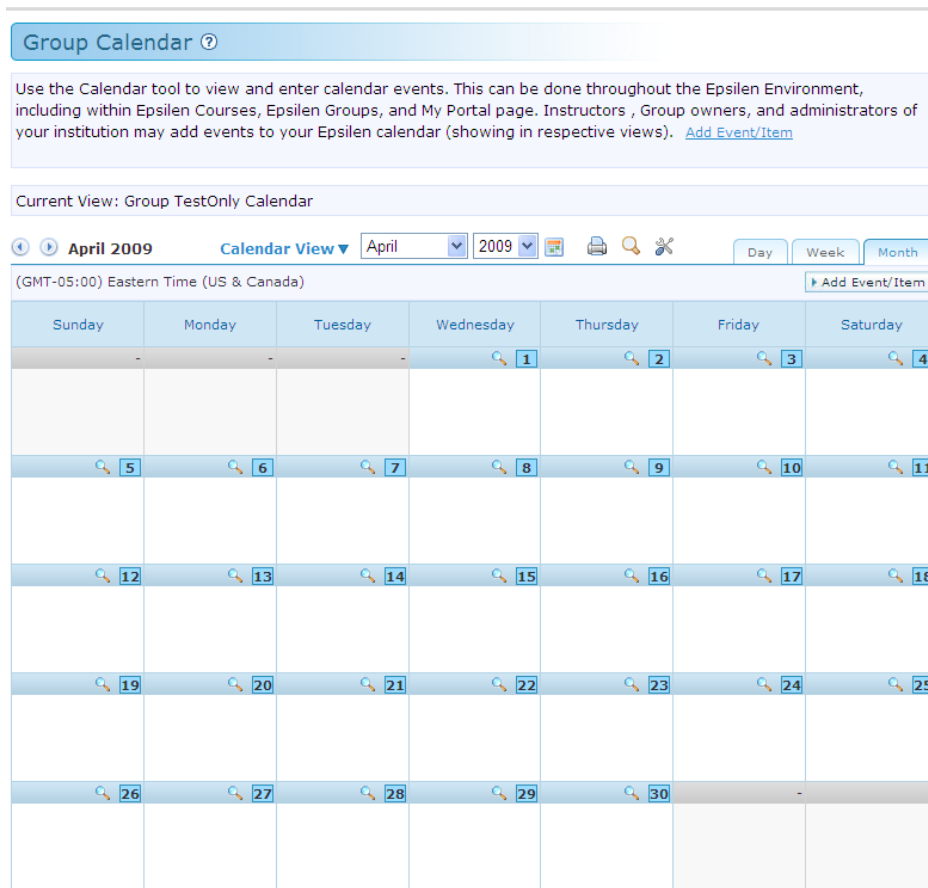 Group Calendar ?
Use the Calendar tool to view and enter calendar events. This can be done throughout the Epsilen Environment,
including within Epsilen Courses, Epsilen Groups, and My Portal page. Instructors , Group owners, and administrators of
your institution may add events to your Epsilen calendar (showing in respective views). Add Event/Item
Current View: Group TestOnly Calendar
April 2009 Calendar View ▼ April 2009 Day Week Month
(GMT-05:00) Eastern Time (US & Canada) Add Event/Item
Sunday Monday Tuesday Wednesday Thursday Friday Saturday
- - - 1 2 3 4
5 6 7 8 9 10 11
12 13 14 15 16 17 18
19 20 21 22 23 24 25
26 27 28 29 30 -